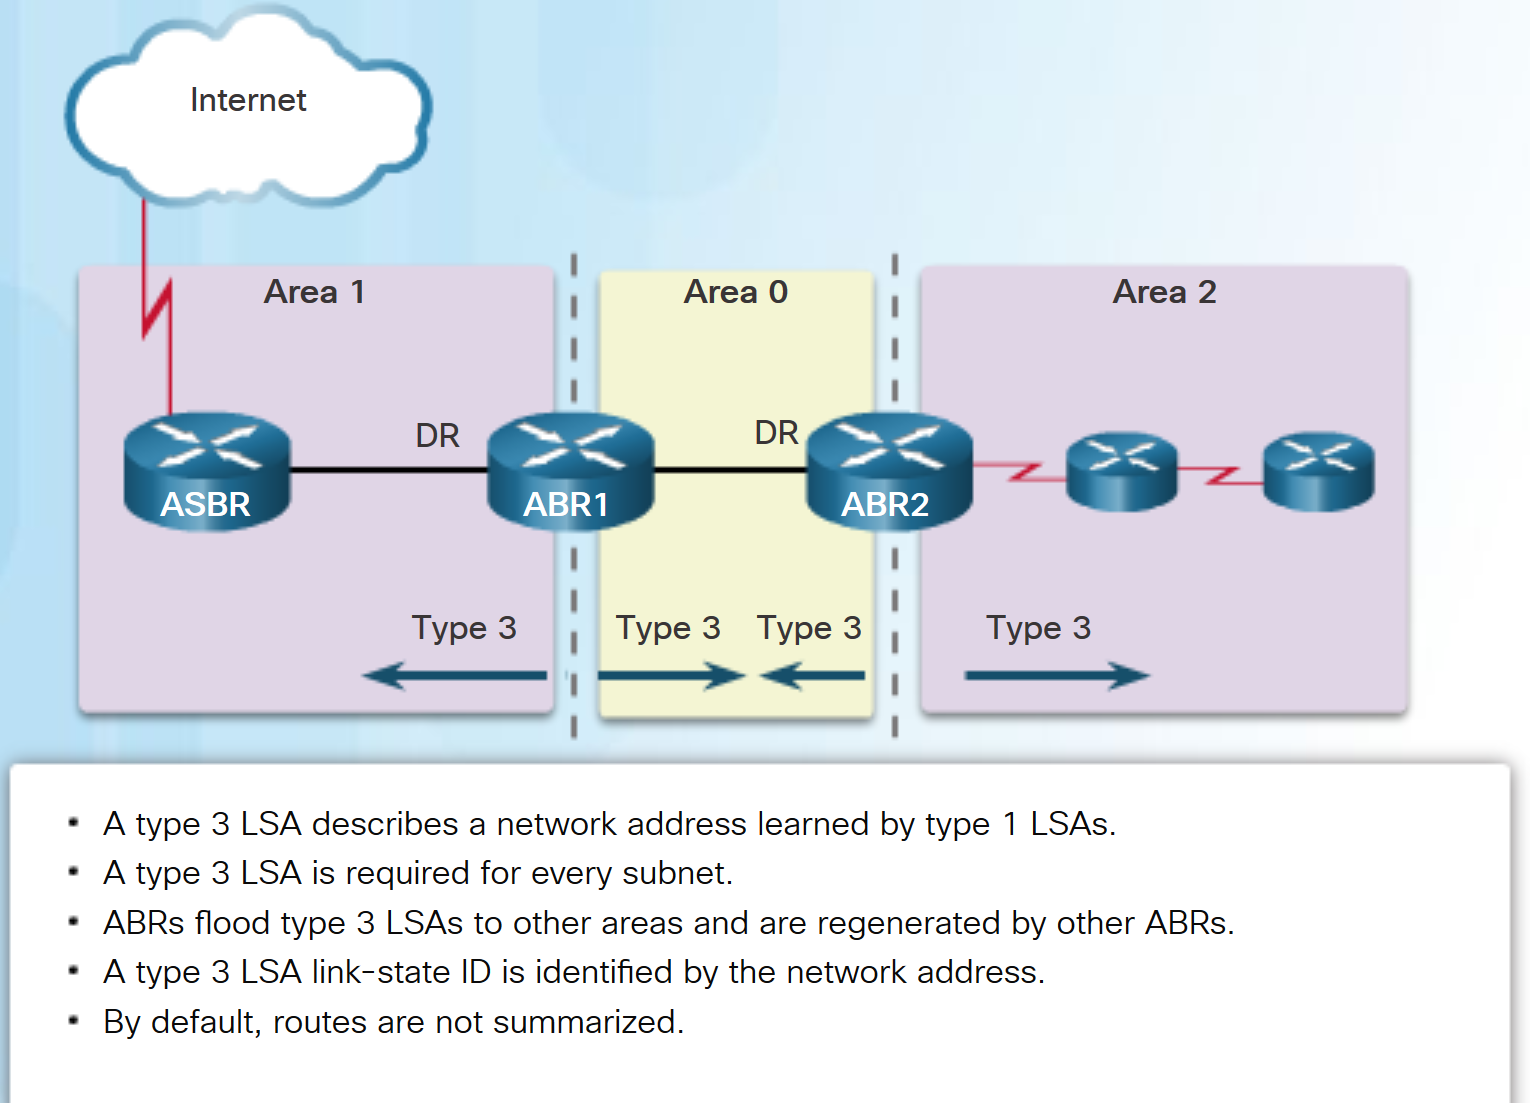 Internet
Area 1
Area 0
Area 2
DR
DR
ASBR
ABR1
ABR2
Type 3
Type 3
Type 3
Type 3
▪ A type 3 LSA describes a network address learned by type 1 LSAs.
▪ A type 3 LSA is required for every subnet.
▪ ABRs flood type 3 LSAs to other areas and are regenerated by other ABRs.
▪ A type 3 LSA link-state ID is identified by the network address.
▪ By default, routes are not summarized.